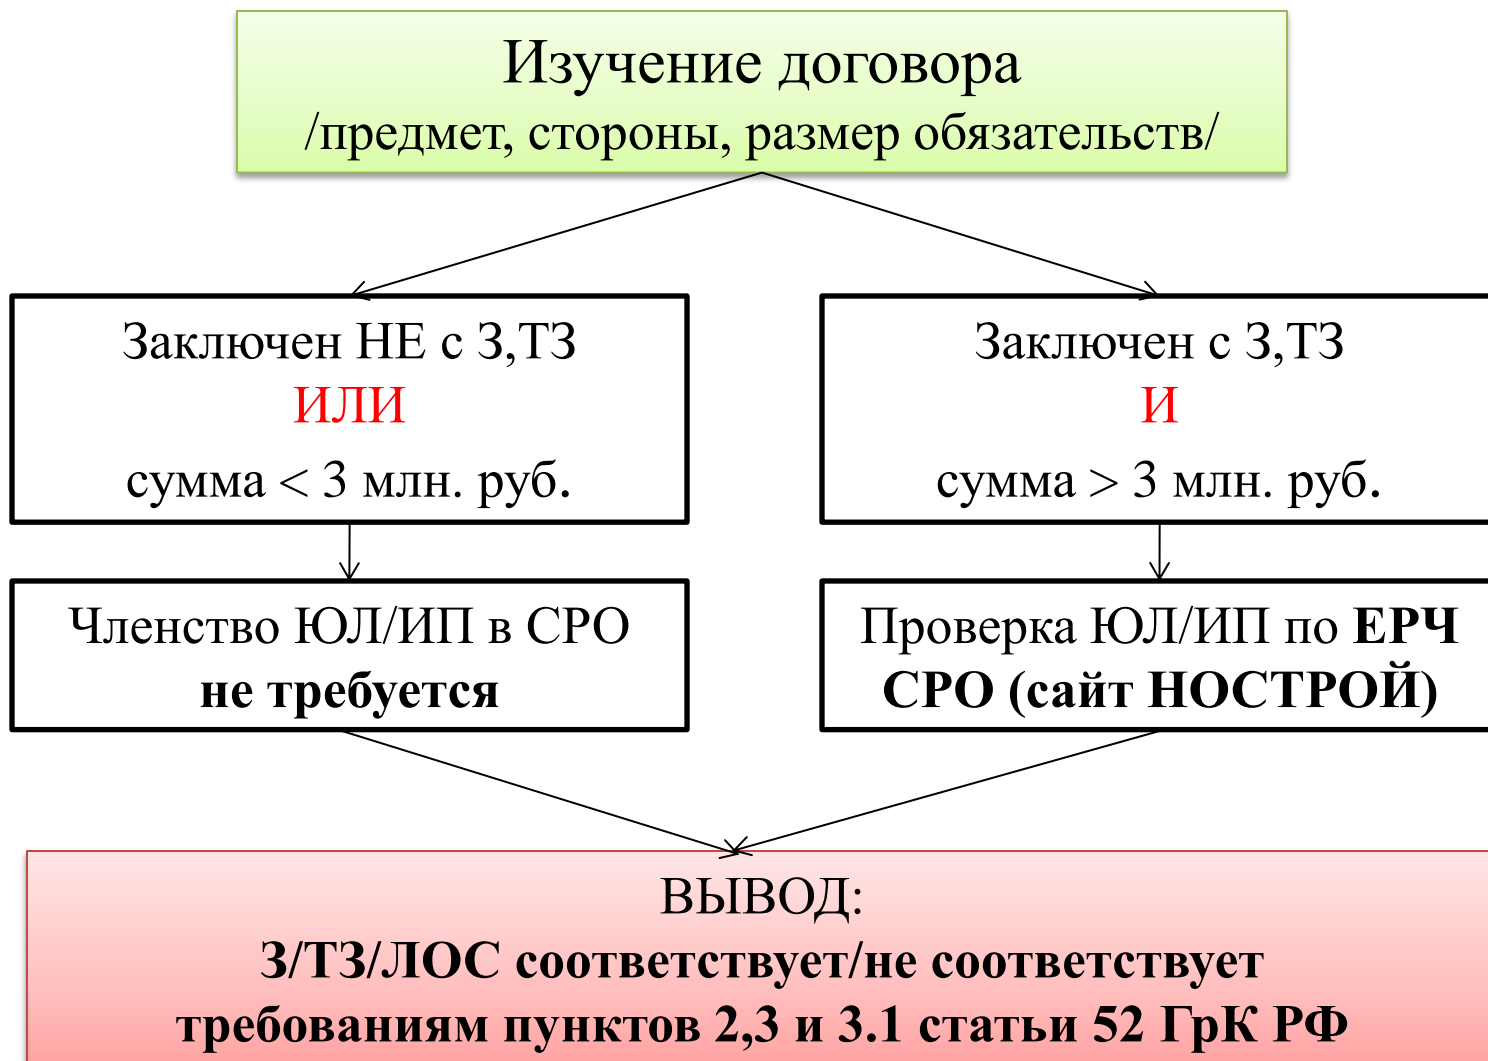 Изучение договора
/предмет, стороны, размер обязательств/
Заключен НЕ с З,ТЗ
ИЛИ
сумма < 3 млн. руб.
Заключен с З,ТЗ
И
сумма > 3 млн. руб.
Членство ЮЛ/ИП в СРО
не требуется
Проверка ЮЛ/ИП по ЕРЧ
СРО (сайт НОСТРОЙ)
ВЫВОД:
З/ТЗ/ЛОС соответствует/не соответствует
требованиям пунктов 2,3 и 3.1 статьи 52 ГрК РФ